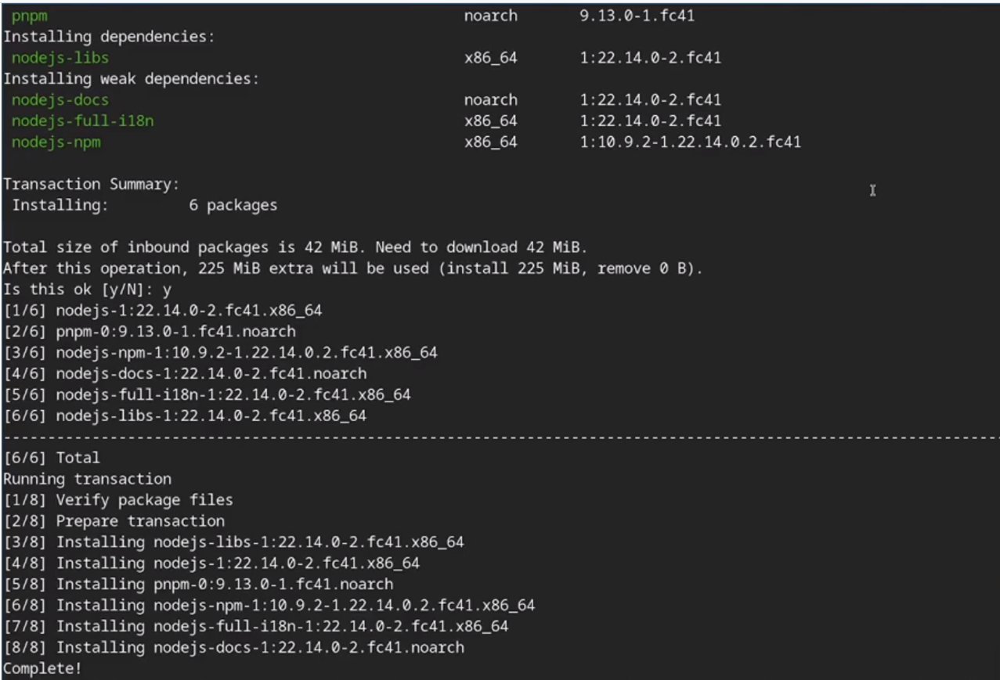 pnpm noarch 9.13.0-1.fc41
Installing dependencies:
nodejs-libs x86_64 1:22.14.0-2.fc41
Installing weak dependencies:
nodejs-docs noarch 1:22.14.0-2.fc41
nodejs-full-i18n x86_64 1:22.14.0-2.fc41
nodejs-npm x86_64 1:10.9.2-1.22.14.0.2.fc41
Transaction Summary:
Installing: 6 packages
Total size of inbound packages is 42 MiB. Need to download 42 MiB.
After this operation, 225 MiB extra will be used (install 225 MiB, remove 0 B).
Is this ok [y/N]: y
[1/6] nodejs-1:22.14.0-2.fc41.x86_64
[2/6] pnpm-0:9.13.0-1.fc41.noarch
[3/6] nodejs-npm-1:10.9.2-1.22.14.0.2.fc41.x86_64
[4/6] nodejs-docs-1:22.14.0-2.fc41.noarch
[5/6] nodejs-full-i18n-1:22.14.0-2.fc41.x86_64
[6/6] nodejs-libs-1:22.14.0-2.fc41.x86_64
--------------------------------------------------------------------------------------------------------------------
[6/6] Total
Running transaction
[1/8] Verify package files
[2/8] Prepare transaction
[3/8] Installing nodejs-libs-1:22.14.0-2.fc41.x86_64
[4/8] Installing nodejs-1:22.14.0-2.fc41.x86_64
[5/8] Installing pnpm-0:9.13.0-1.fc41.noarch
[6/8] Installing nodejs-npm-1:10.9.2-1.22.14.0.2.fc41.x86_64
[7/8] Installing nodejs-full-i18n-1:22.14.0-2.fc41.x86_64
[8/8] Installing nodejs-docs-1:22.14.0-2.fc41.noarch
Complete!